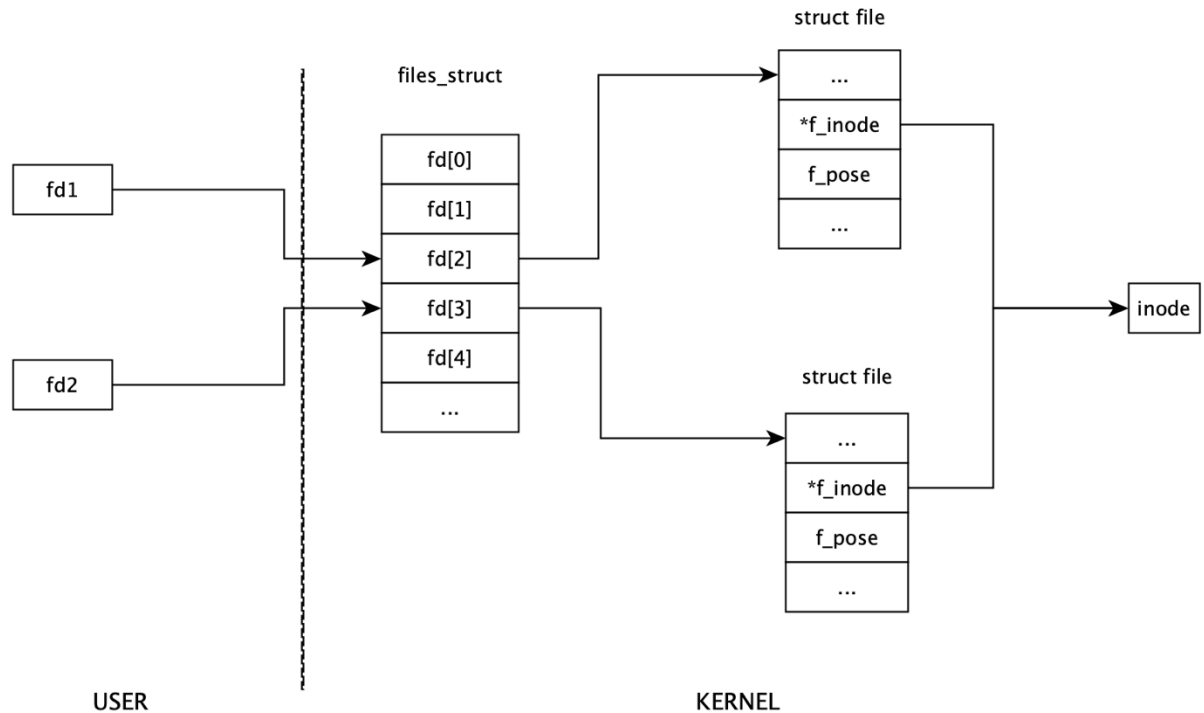 struct file
files_struct
...
*f_inode
f_pose
...
fd[0]
fd[1]
fd[2]
fd[3]
fd[4]
...
fd1
fd2
inode
struct file
...
*f_inode
f_pose
...
USER
KERNEL